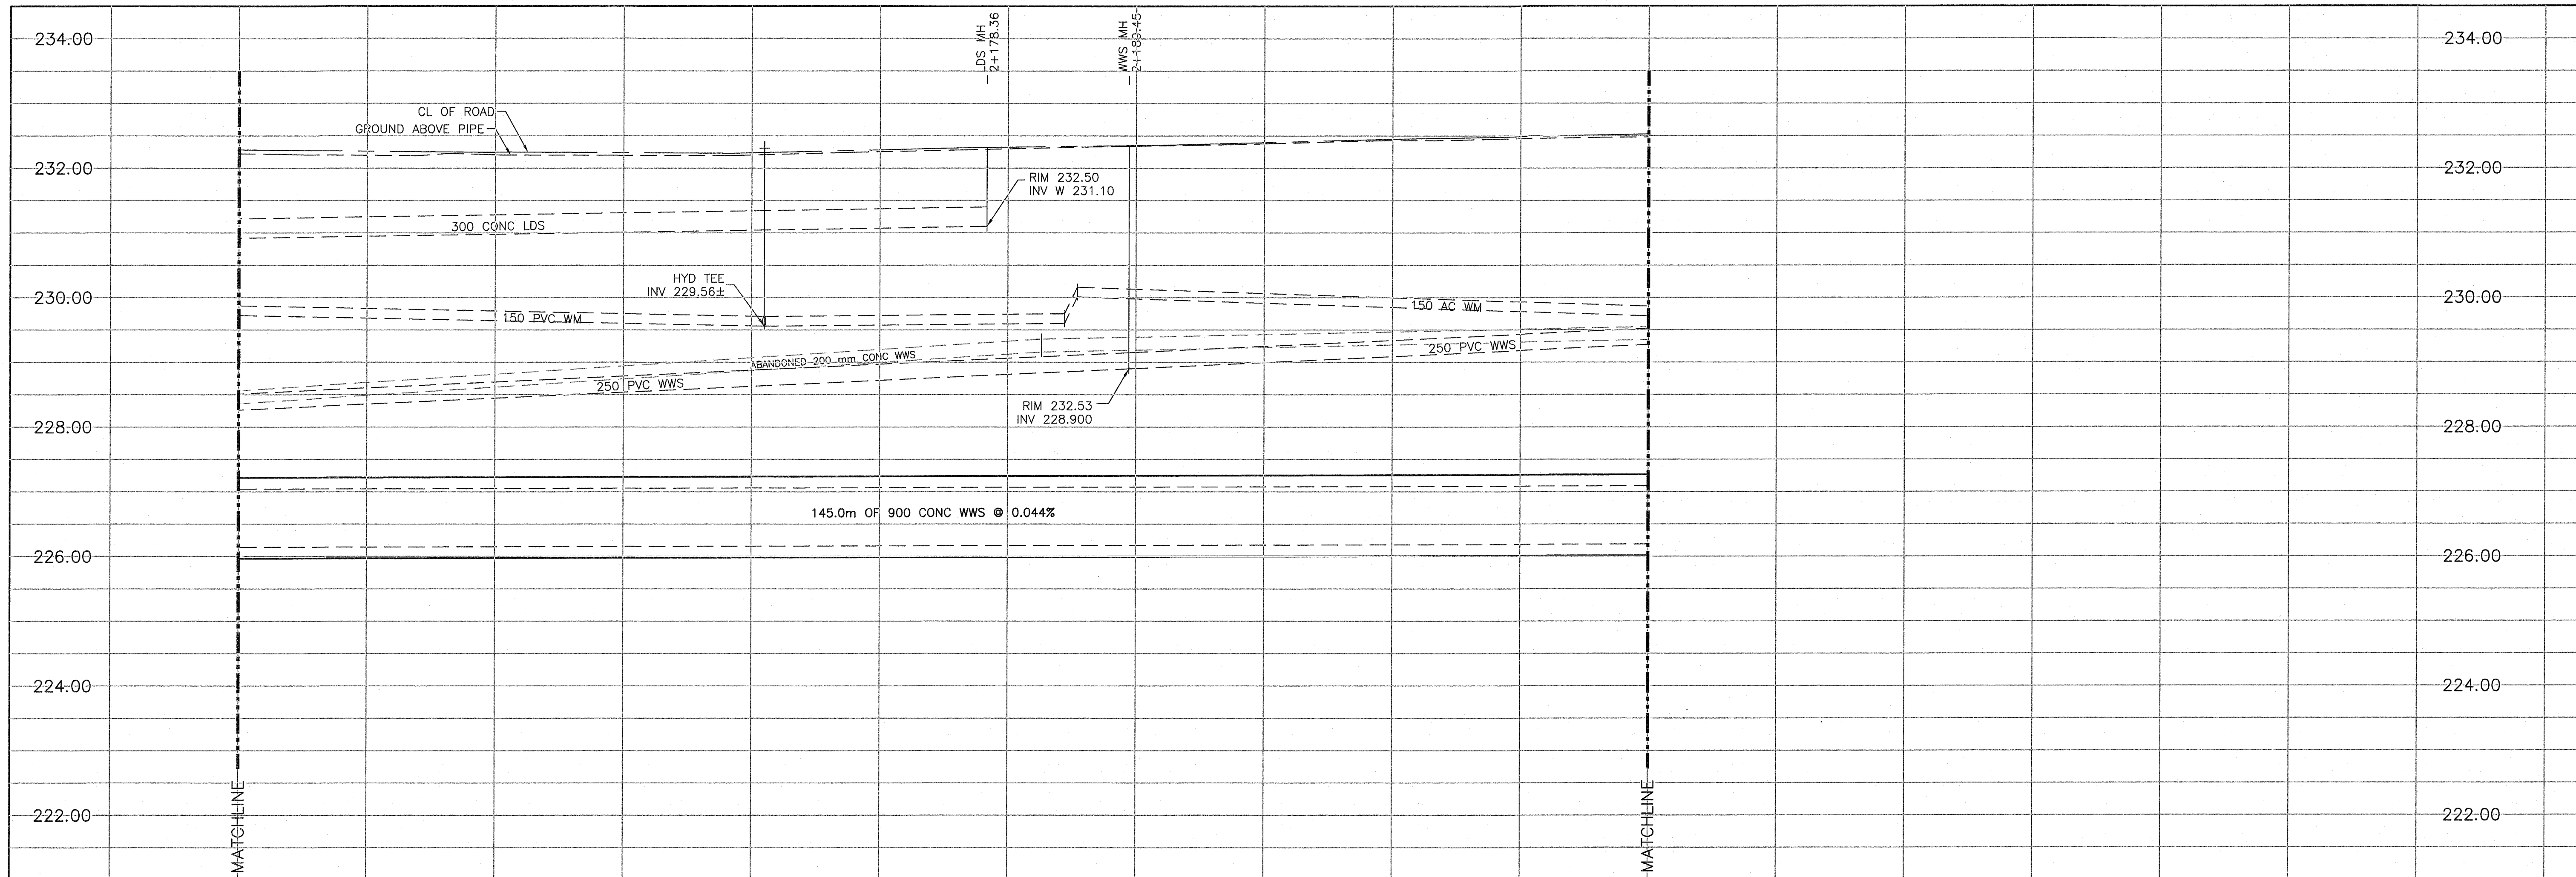 LDS MH
2+178.36
WWS MH
2+189.45
234.00
234.00
CL OF ROAD
GROUND ABOVE PIPE
232.00
232.00
RIM 232.50
INV W 231.10
300 CONC LDS
HYD TEE
INV 229.56±
230.00
230.00
150 PVC WM
150 AC WM
ABANDONED 200 mm CONC WWS
250 PVC WWS
250 PVC WWS
RIM 232.53
INV 228.900
228.00
228.00
145.0m OF 900 CONC WWS @ 0.044%
226.00
226.00
224.00
224.00
222.00
222.00
MATCHLINE
MATCHLINE